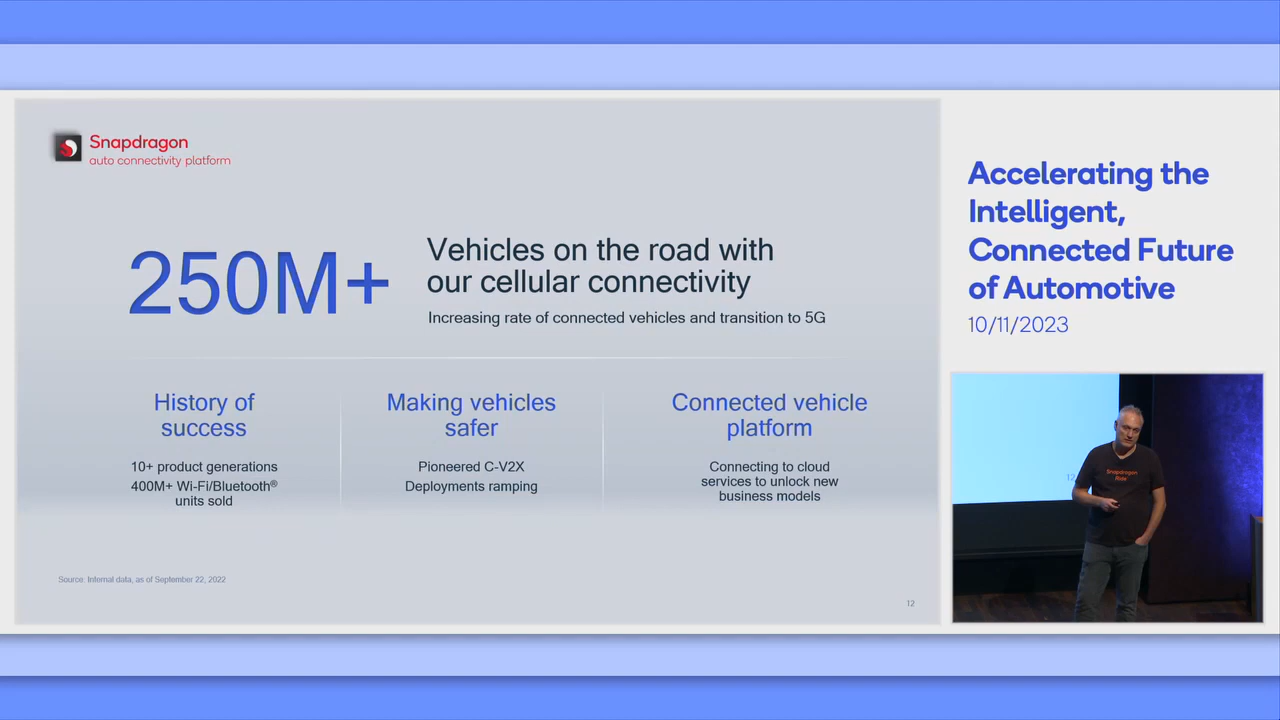 Snapdragon
auto connectivity platform
250M+
Vehicles on the road with
our cellular connectivity
Increasing rate of connected vehicles and transition to 5G
History of
success
10+ product generations
400M+ Wi-Fi/Bluetooth®
units sold
Making vehicles
safer
Pioneered C-V2X
Deployments ramping
Connected vehicle
platform
Connecting to cloud
services to unlock new
business models
Source: Internal data, as of September 22, 2022
12
Accelerating the
Intelligent,
Connected Future
of Automotive
10/11/2023
12
Snapdragon
Ride